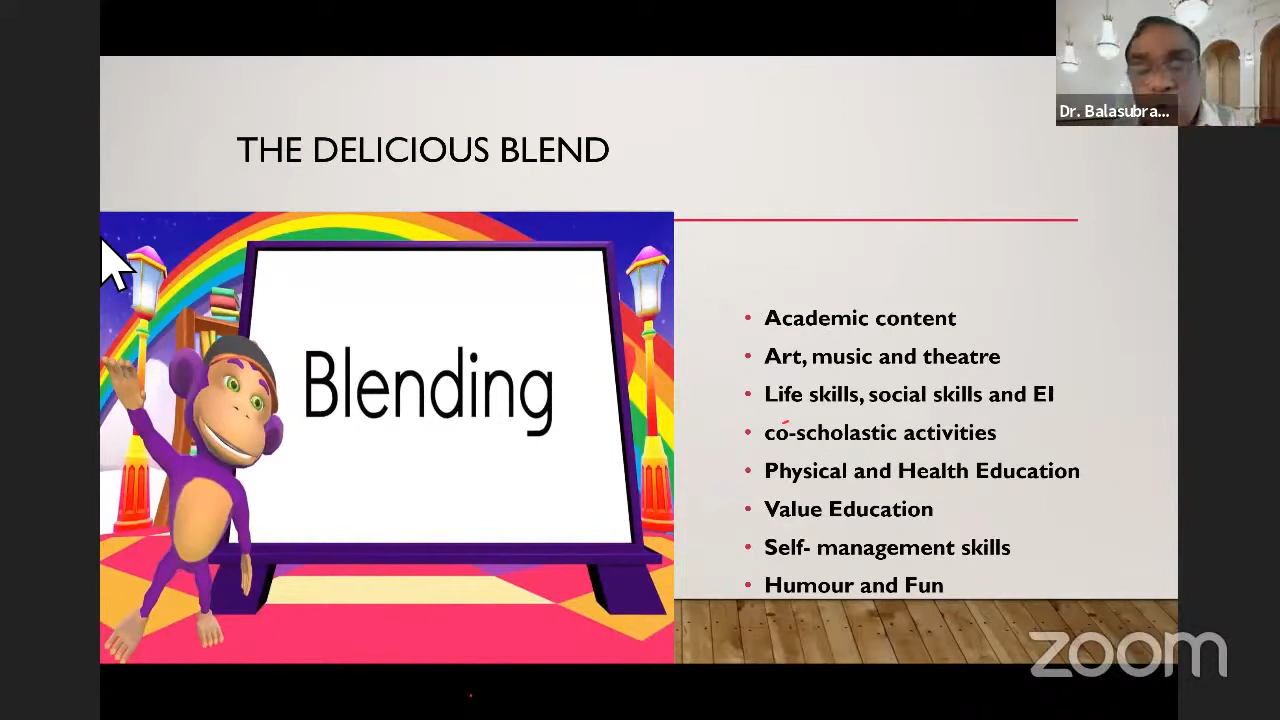 Dr. Balasubra...
THE DELICIOUS BLEND
Blending
• Academic content
• Art, music and theatre
• Life skills, social skills and EI
• co-scholastic activities
• Physical and Health Education
• Value Education
• Self- management skills
• Humour and Fun
zoom